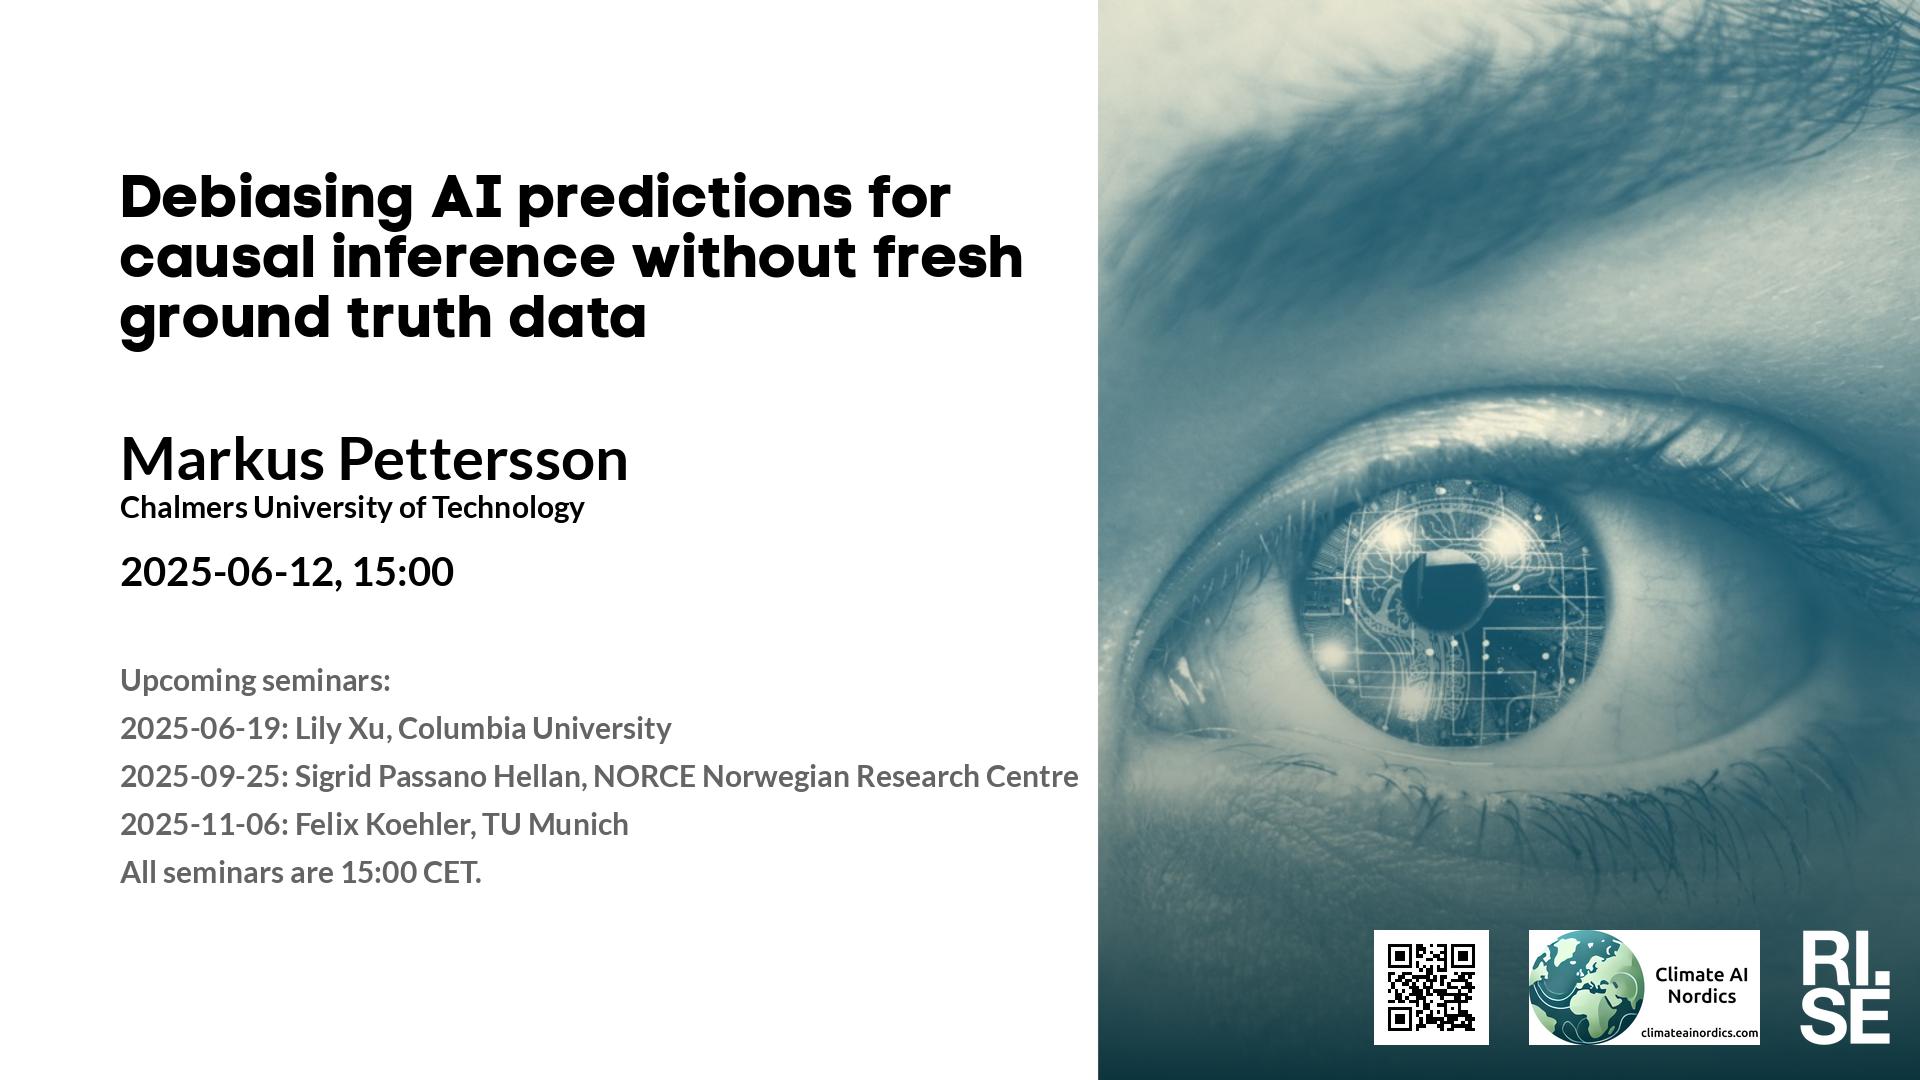 Debiasing AI predictions for
causal inference without fresh
ground truth data
Markus Pettersson
Chalmers University of Technology
2025-06-12, 15:00
Upcoming seminars:
2025-06-19: Lily Xu, Columbia University
2025-09-25: Sigrid Passano Hellan, NORCE Norwegian Research Centre
2025-11-06: Felix Koehler, TU Munich
All seminars are 15:00 CET.
Climate AI
Nordics
climateainordics.com
RI.
SE